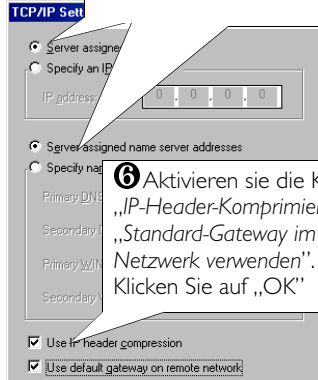 TCP/IP Sett
Server assigne
Specify an IP
IP address:
0 . 0 . 0 . 0
Server assigned name server addresses
Specify na
Primary DNS
Secondary D
Primary WIN
Secondary W
❻ Aktivieren sie die K
„IP-Header-Komprimier
„Standard-Gateway im
Netzwerk verwenden”.
Klicken Sie auf „OK”
Use IP header compression
Use default gateway on remote network